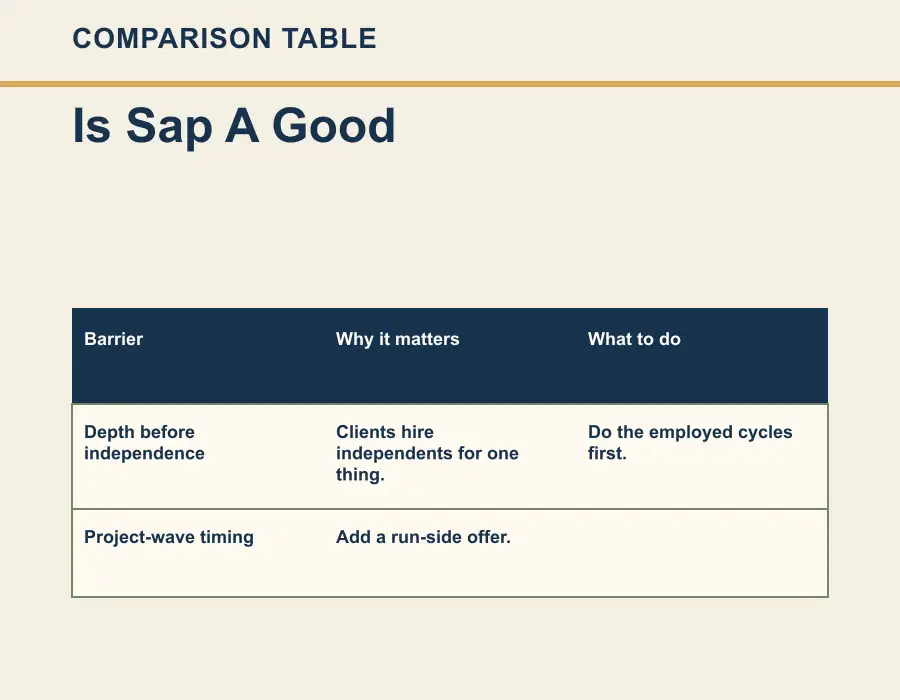 COMPARISON TABLE
Is Sap A Good
Barrier
Why it matters
What to do
Depth before
independence
Clients hire
independents for one
thing.
Do the employed cycles
first.
Project-wave timing
Add a run-side offer.